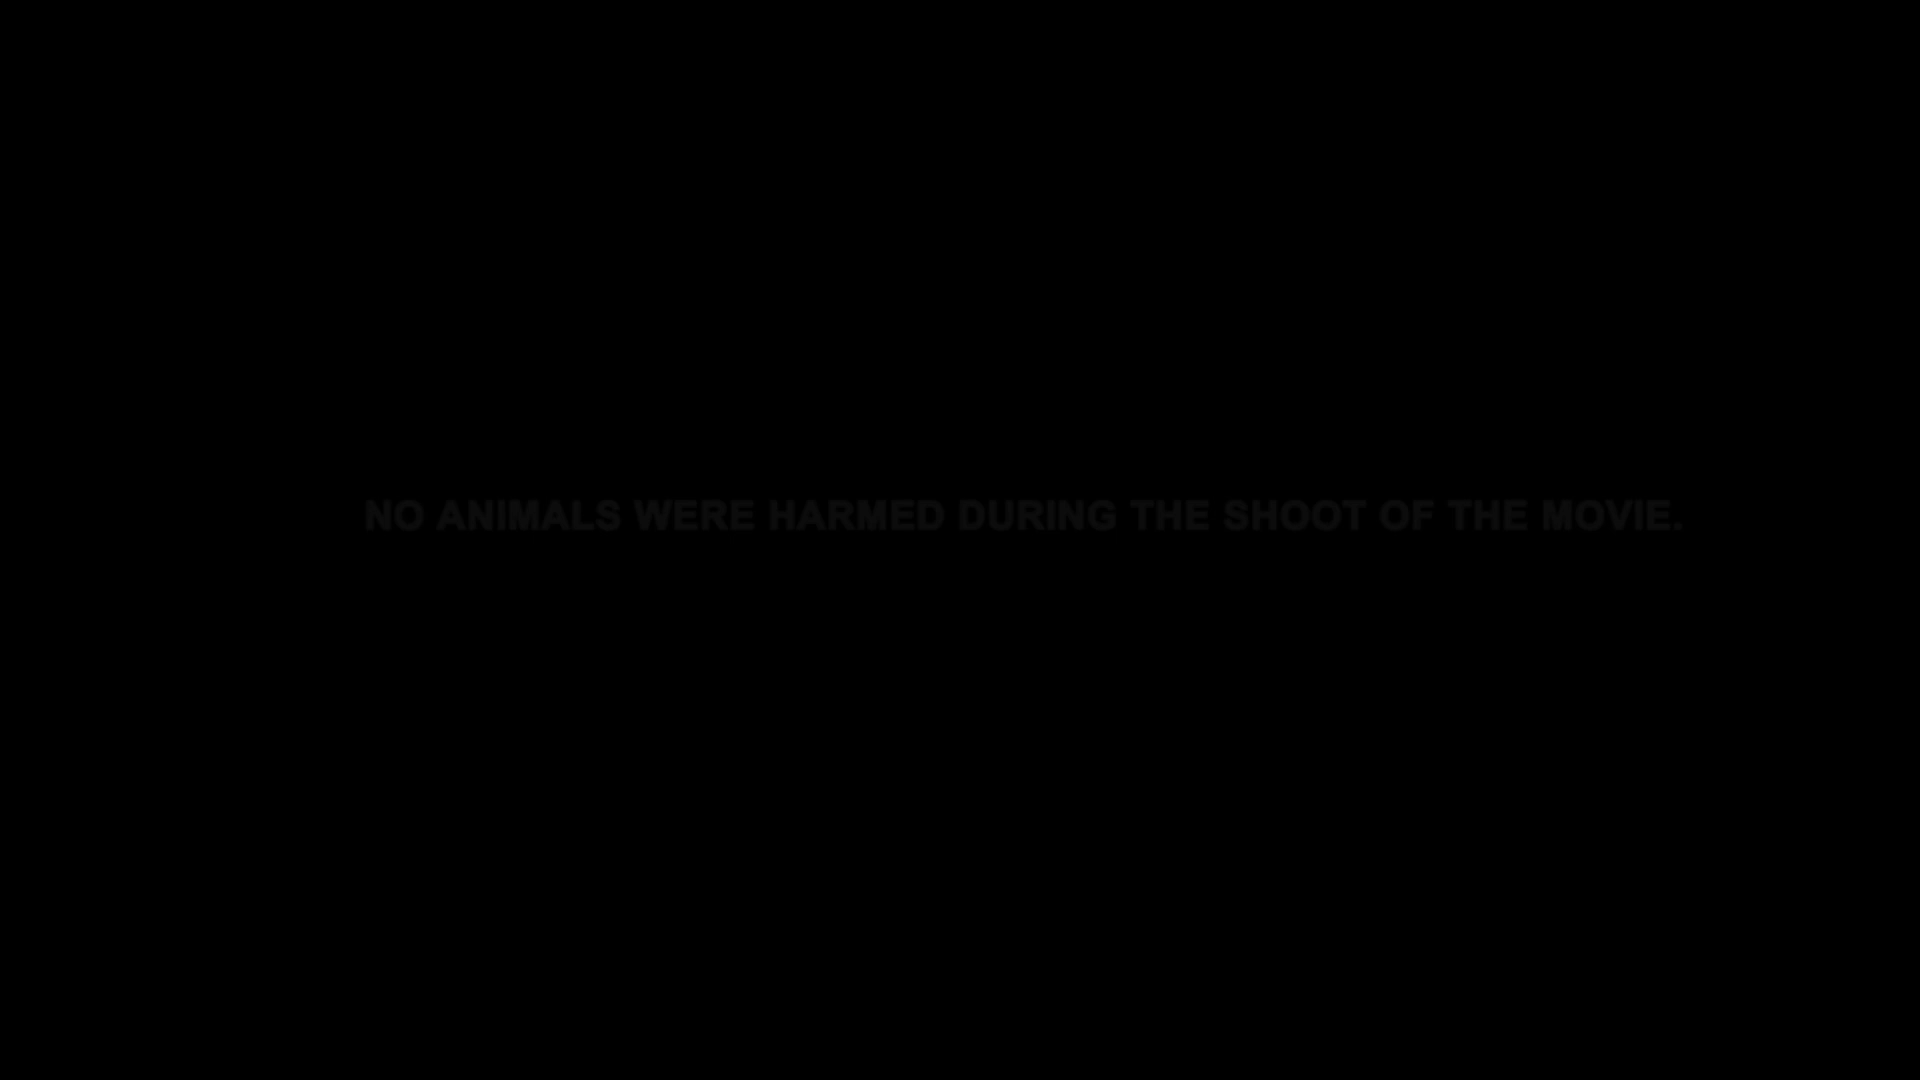 NO ANIMALS WERE HARMED DURING THE SHOOT OF THE MOVIE.